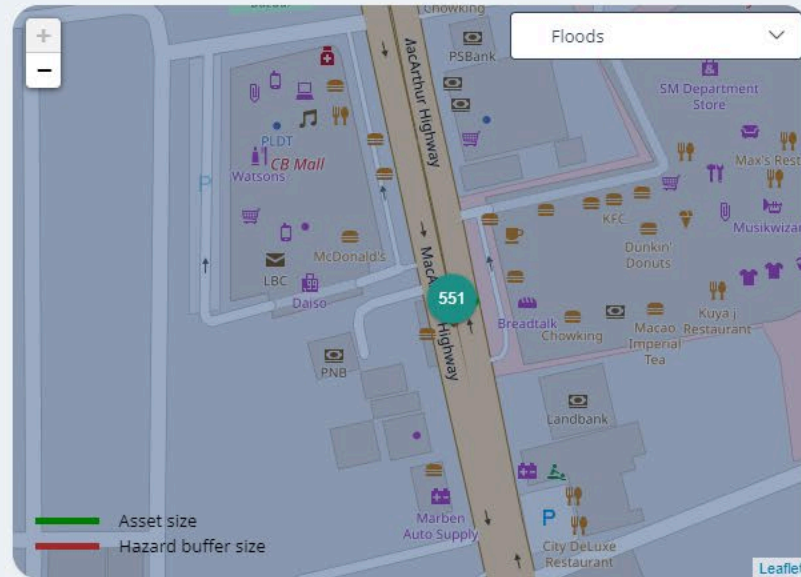 +
−
Floods
Chowking
PSBank
MacArthur Highway
SM Department
Store
PLDT
CB Mall
Watsons
P
Max's Rest
KFC
Musikwizar
Dunkin'
Donuts
McDonald's
LBC
Daiso
551
MacArthur Highway
Breadtalk
Chowking
Macao
Imperial
Tea
Kuya j
Restaurant
PNB
Landbank
Marben
Auto Supply
P
City DeLuxe
Restaurant
Asset size
Hazard buffer size
Leaflet